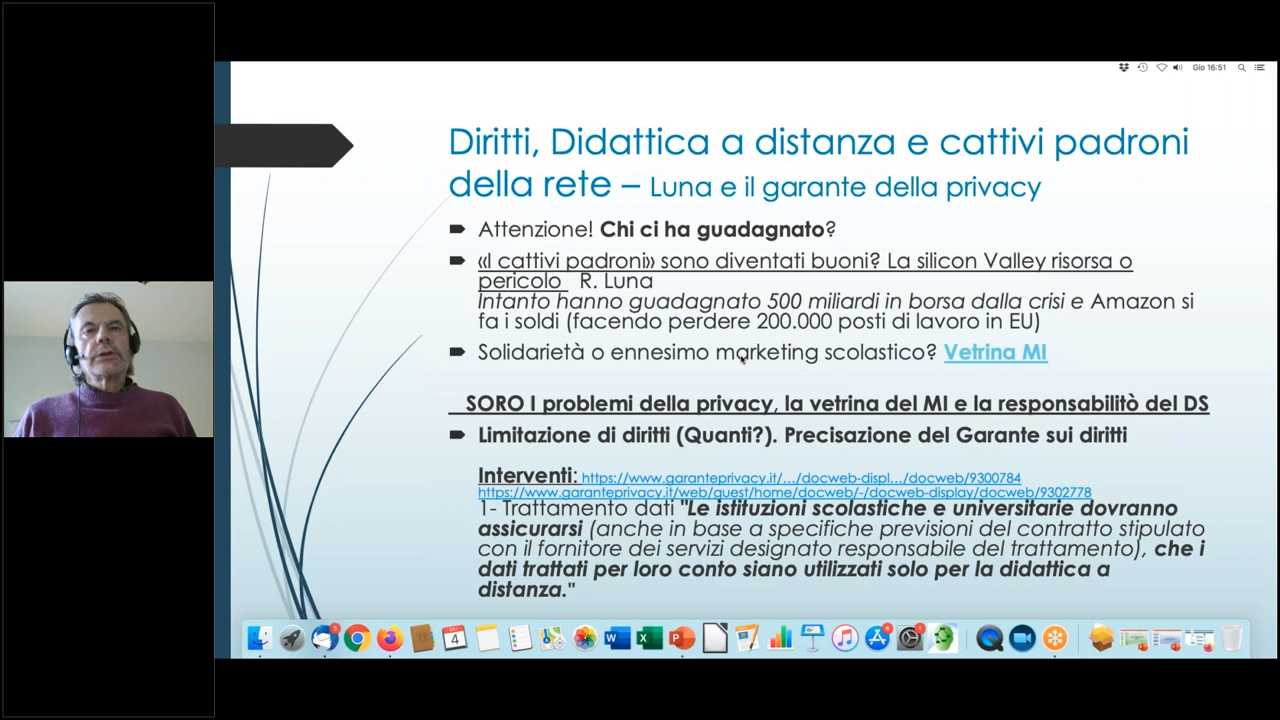 Gio 16:51
Diritti, Didattica a distanza e cattivi padroni
della rete – Luna e il garante della privacy
Attenzione! Chi ci ha guadagnato?
«I cattivi padroni» sono diventati buoni? La silicon Valley risorsa o
pericolo R. Luna
Intanto hanno guadagnato 500 miliardi in borsa dalla crisi e Amazon si
fa i soldi (facendo perdere 200.000 posti di lavoro in EU)
Solidarietà o ennesimo marketing scolastico? Vetrina MI
SORO I problemi della privacy, la vetrina del MI e la responsabilitò del DS
Limitazione di diritti (Quanti?). Precisazione del Garante sui diritti
Interventi: https://www.garanteprivacy.it/.../docweb-displ.../docweb/9300784
https://www.garanteprivacy.it/web/guest/home/docweb/-/docweb-display/docweb/9302778
1- Trattamento dati "Le istituzioni scolastiche e universitarie dovranno
assicurarsi (anche in base a specifiche previsioni del contratto stipulato
con il fornitore dei servizi designato responsabile del trattamento), che i
dati trattati per loro conto siano utilizzati solo per la didattica a
distanza."
4